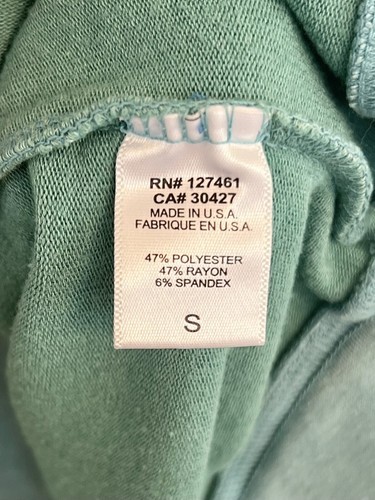 RN# 127461
CA# 30427
MADE IN U.S.A.
FABRIQUE EN U.S.A.
47% POLYESTER
47% RAYON
6% SPANDEX
S